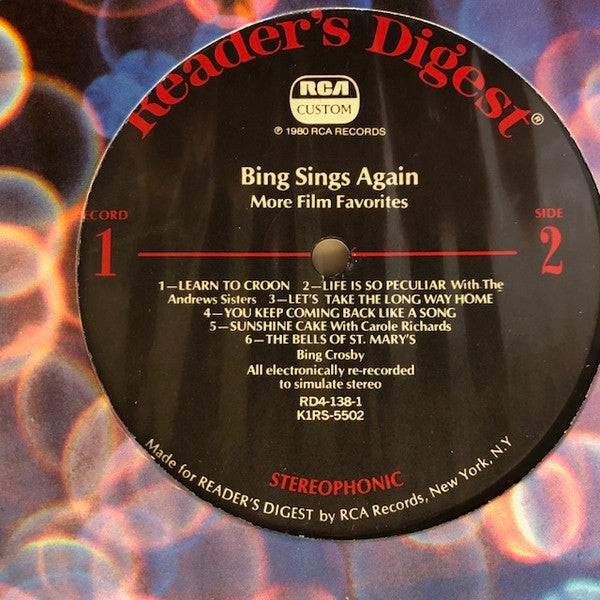 Reader's Digest®
RCA
CUSTOM
℗ 1980 RCA RECORDS
Bing Sings Again
More Film Favorites
RECORD
1
SIDE
2
1—LEARN TO CROON 2—LIFE IS SO PECULIAR With The
Andrews Sisters 3—LET'S TAKE THE LONG WAY HOME
4—YOU KEEP COMING BACK LIKE A SONG
5—SUNSHINE CAKE With Carole Richards
6—THE BELLS OF ST. MARY'S
Bing Crosby
All electronically re-recorded
to simulate stereo
RD4-138-1
K1RS-5502
STEREOPHONIC
Made for READER'S DIGEST by RCA Records, New York, N.Y